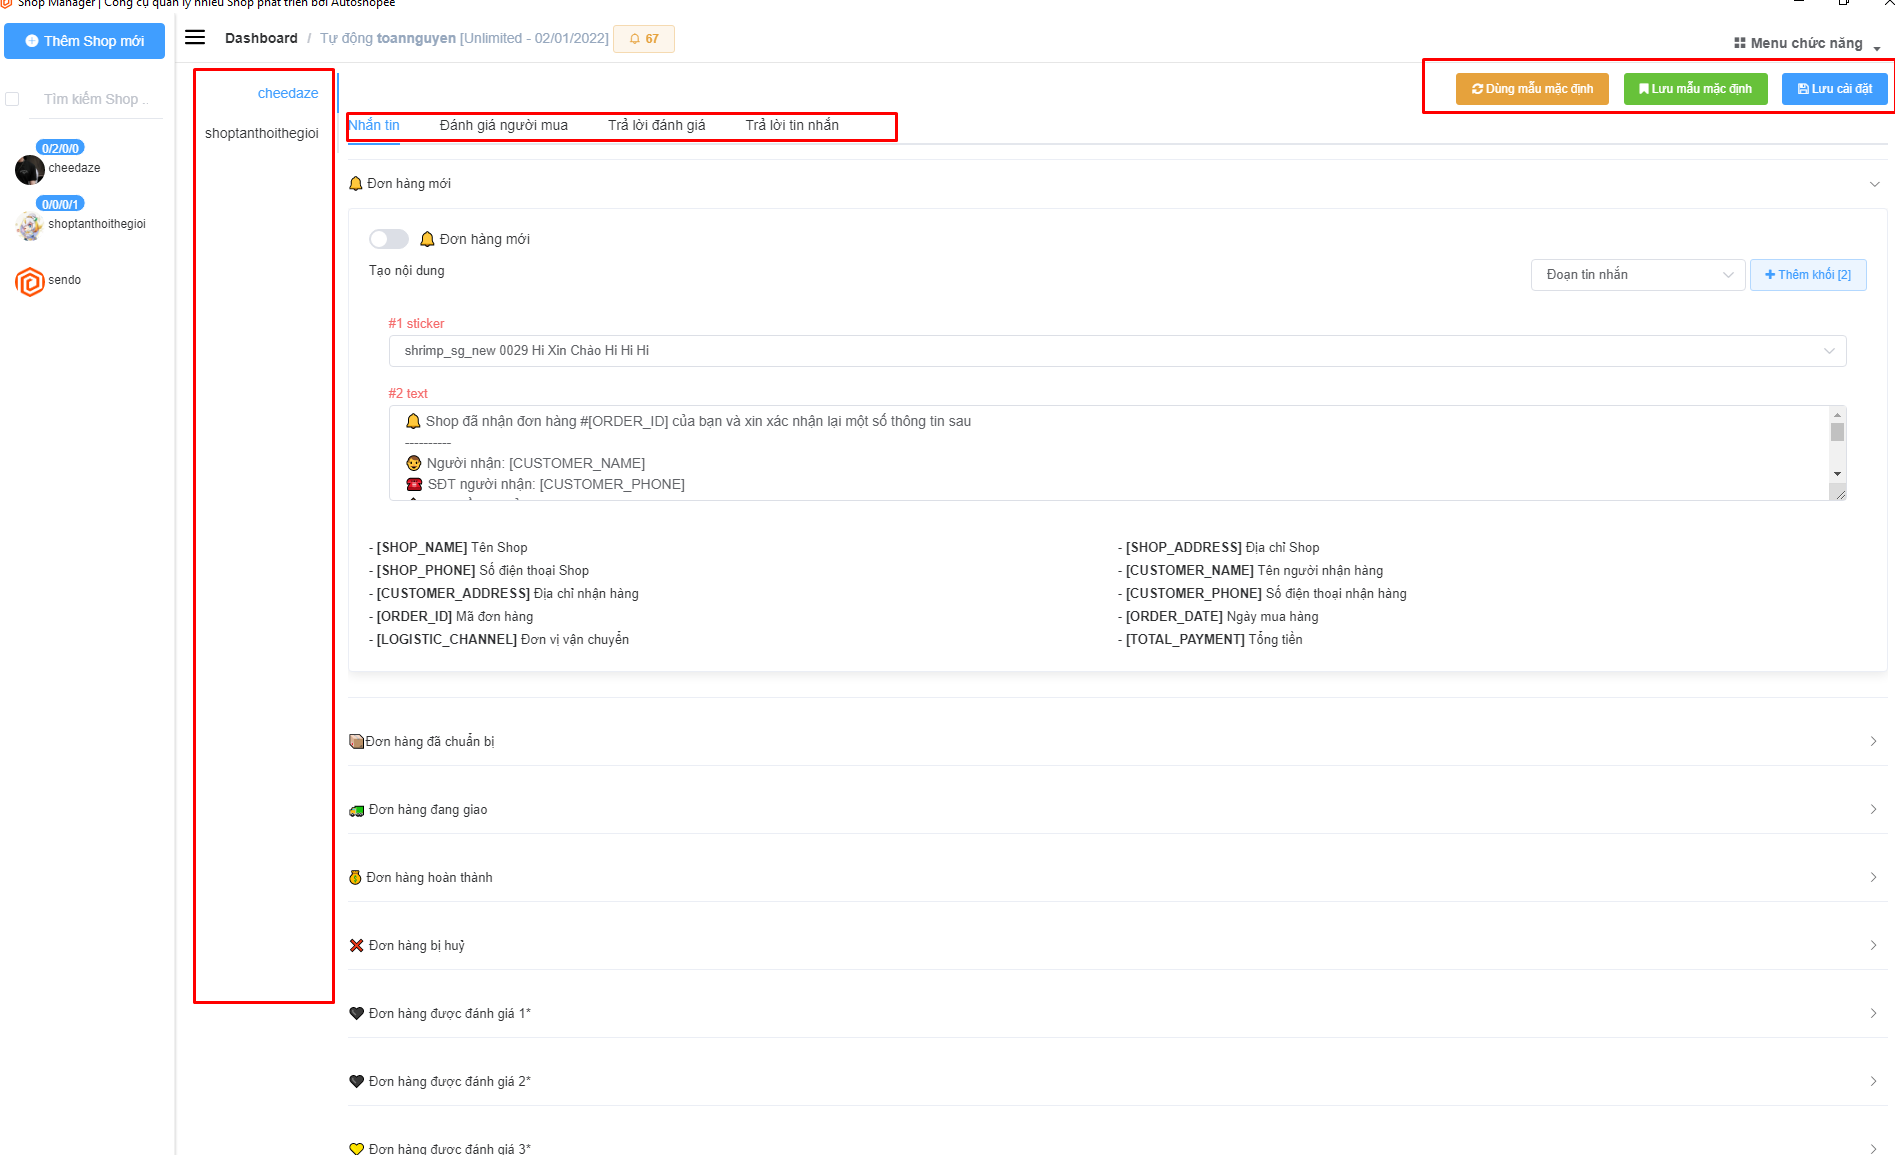 Shop Manager | Công cụ quản lý nhiều Shop phát triển bởi Autoshopee
Thêm Shop mới
Dashboard / Tự động toannguyen [Unlimited - 02/01/2022] 67
Menu chức năng
Tìm kiếm Shop ..
0/2/0/0
cheedaze
0/0/0/1
shoptanthoithegioi
sendo
cheedaze
shoptanthoithegioi
Dùng mẫu mặc định
Lưu mẫu mặc định
Lưu cài đặt
Nhắn tin
Đánh giá người mua
Trả lời đánh giá
Trả lời tin nhắn
Đơn hàng mới
Đơn hàng mới
Tạo nội dung
Đoạn tin nhắn
Thêm khối [2]
#1 sticker
shrimp_sg_new 0029 Hi Xin Chào Hi Hi Hi
#2 text
Shop đã nhận đơn hàng #[ORDER_ID] của bạn và xin xác nhận lại một số thông tin sau
----------
Người nhận: [CUSTOMER_NAME]
SĐT người nhận: [CUSTOMER_PHONE]
- [SHOP_NAME] Tên Shop
- [SHOP_ADDRESS] Địa chỉ Shop
- [SHOP_PHONE] Số điện thoại Shop
- [CUSTOMER_NAME] Tên người nhận hàng
- [CUSTOMER_ADDRESS] Địa chỉ nhận hàng
- [CUSTOMER_PHONE] Số điện thoại nhận hàng
- [ORDER_ID] Mã đơn hàng
- [ORDER_DATE] Ngày mua hàng
- [LOGISTIC_CHANNEL] Đơn vị vận chuyển
- [TOTAL_PAYMENT] Tổng tiền
Đơn hàng đã chuẩn bị
Đơn hàng đang giao
Đơn hàng hoàn thành
Đơn hàng bị huỷ
Đơn hàng được đánh giá 1*
Đơn hàng được đánh giá 2*
Đơn hàng được đánh giá 3*